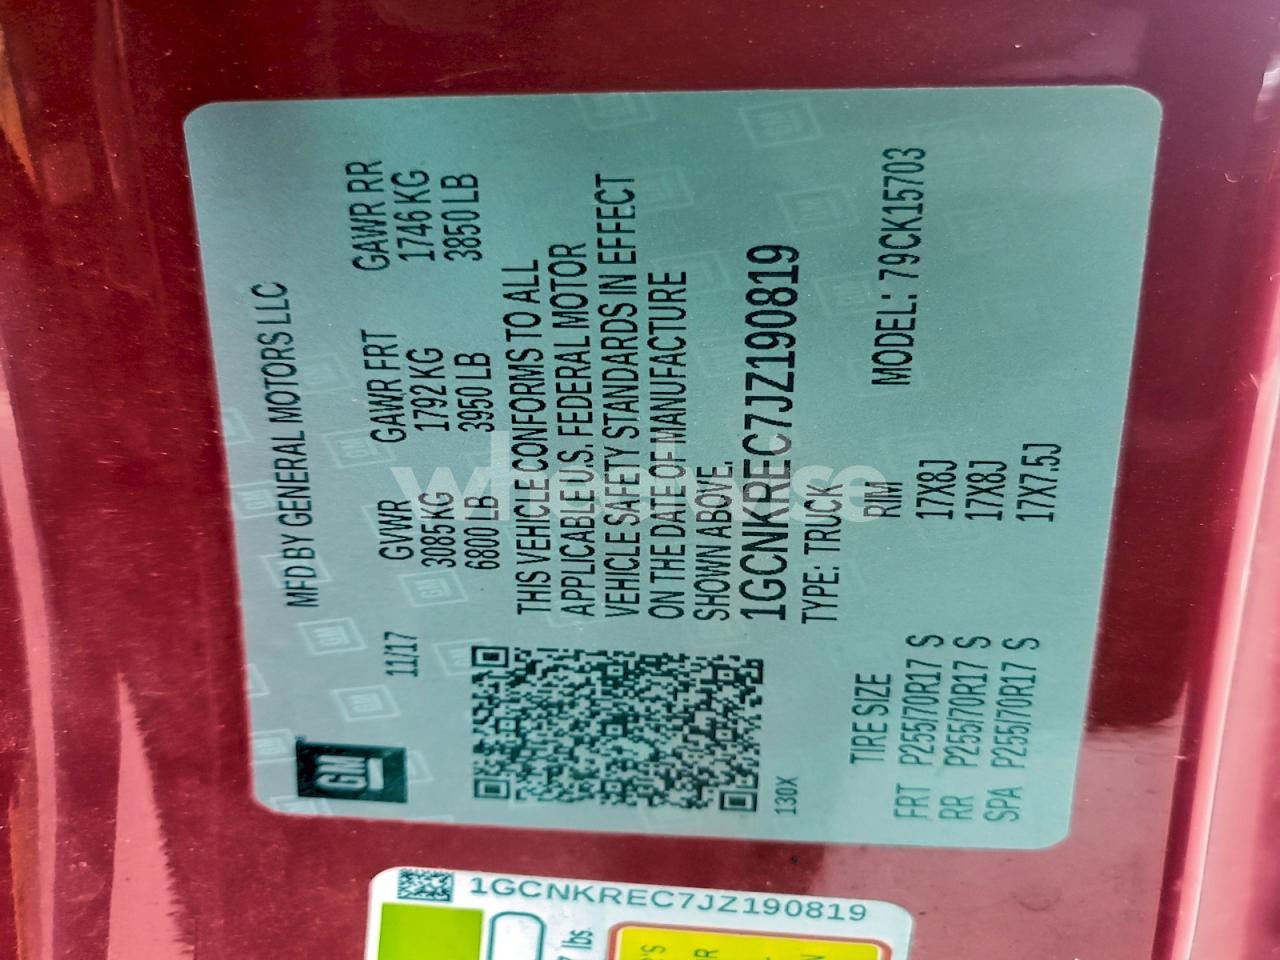 MFD BY GENERAL MOTORS LLC
GM
11/17
GVWR GAWR FRT GAWR RR
3085 KG 1792 KG 1746 KG
6800 LB 3950 LB 3850 LB
THIS VEHICLE CONFORMS TO ALL
APPLICABLE U.S. FEDERAL MOTOR
VEHICLE SAFETY STANDARDS IN EFFECT
ON THE DATE OF MANUFACTURE
SHOWN ABOVE.
1GCNKREC7JZ190819
130X
TYPE: TRUCK MODEL: 79CK15703
TIRE SIZE RIM
FRT P255/70R17 S 17X8J
RR P255/70R17 S 17X8J
SPA P255/70R17 S 17X7.5J
wheelwise
1GCNKREC7JZ190819
lbs